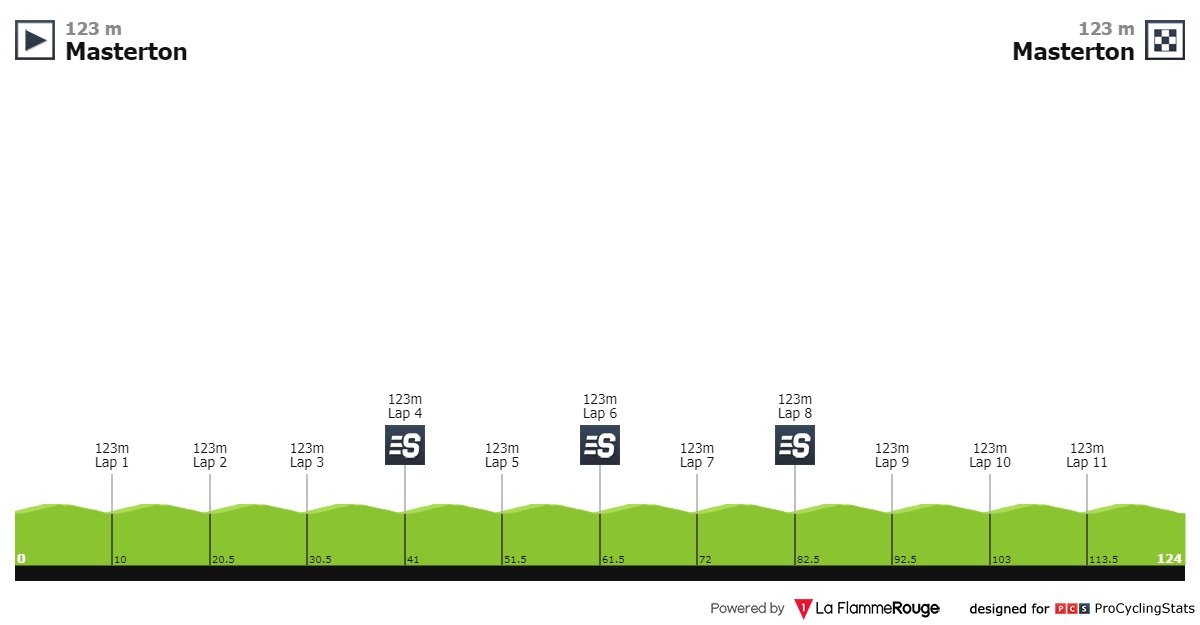 123 m
Masterton
123 m
Masterton
123m
Lap 1
123m
Lap 2
123m
Lap 3
123m
Lap 4
S
123m
Lap 5
123m
Lap 6
S
123m
Lap 7
123m
Lap 8
S
123m
Lap 9
123m
Lap 10
123m
Lap 11
0
10
20.5
30.5
41
51.5
61.5
72
82.5
92.5
103
113.5
124
Powered by 1 La FlammeRouge
designed for PCS ProCyclingStats